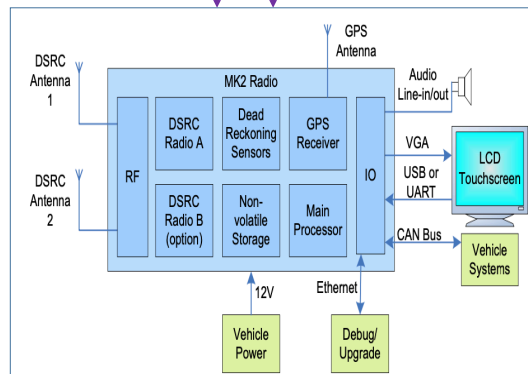 DSRC
Antenna
1
GPS
Antenna
Audio
Line-in/out
MK2 Radio
RF
DSRC
Radio A
Dead
Reckoning
Sensors
GPS
Receiver
IO
VGA
LCD
Touchscreen
USB or
UART
DSRC
Antenna
2
DSRC
Radio B
(option)
Non-
volatile
Storage
Main
Processor
CAN Bus
Vehicle
Systems
12V
Ethernet
Vehicle
Power
Debug/
Upgrade